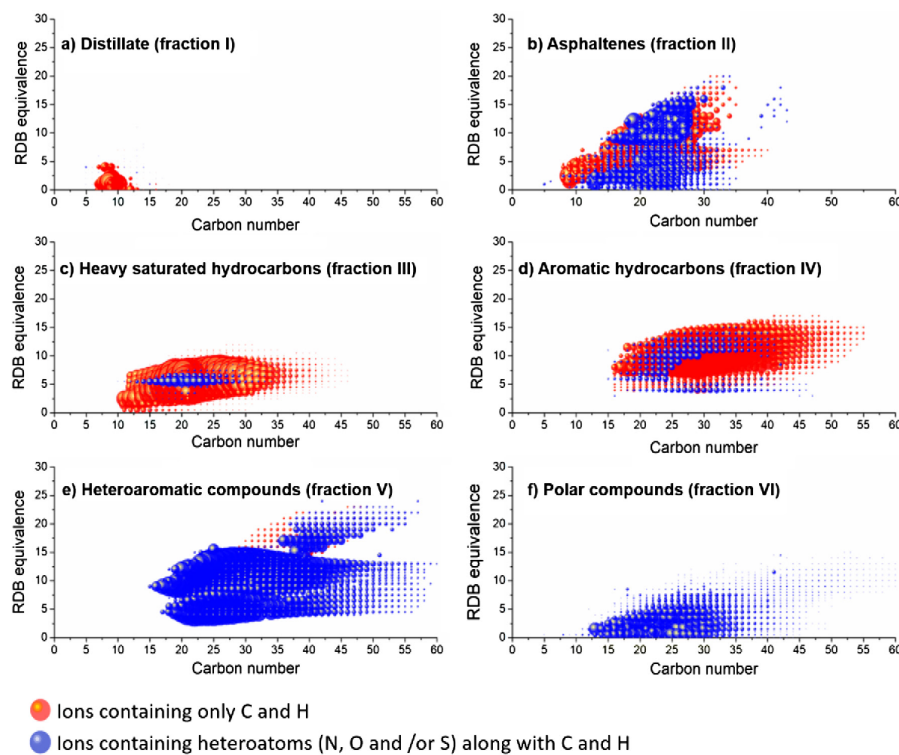 a) Distillate (fraction I)
RDB equivalence
30
25
20
15
10
5
0
0 5 10 15 20 25 30 35 40 45 50 55 60
Carbon number
b) Asphaltenes (fraction II)
RDB equivalence
30
25
20
15
10
5
0
0 5 10 15 20 25 30 35 40 45 50 55 60
Carbon number
c) Heavy saturated hydrocarbons (fraction III)
RDB equivalence
30
25
20
15
10
5
0
0 5 10 15 20 25 30 35 40 45 50 55 60
Carbon number
d) Aromatic hydrocarbons (fraction IV)
RDB equivalence
30
25
20
15
10
5
0
0 5 10 15 20 25 30 35 40 45 50 55 60
Carbon number
e) Heteroaromatic compounds (fraction V)
RDB equivalence
30
25
20
15
10
5
0
0 5 10 15 20 25 30 35 40 45 50 55 60
Carbon number
f) Polar compounds (fraction VI)
RDB equivalence
30
25
20
15
10
5
0
0 5 10 15 20 25 30 35 40 45 50 55 60
Carbon number
Ions containing only C and H
Ions containing heteroatoms (N, O and /or S) along with C and H